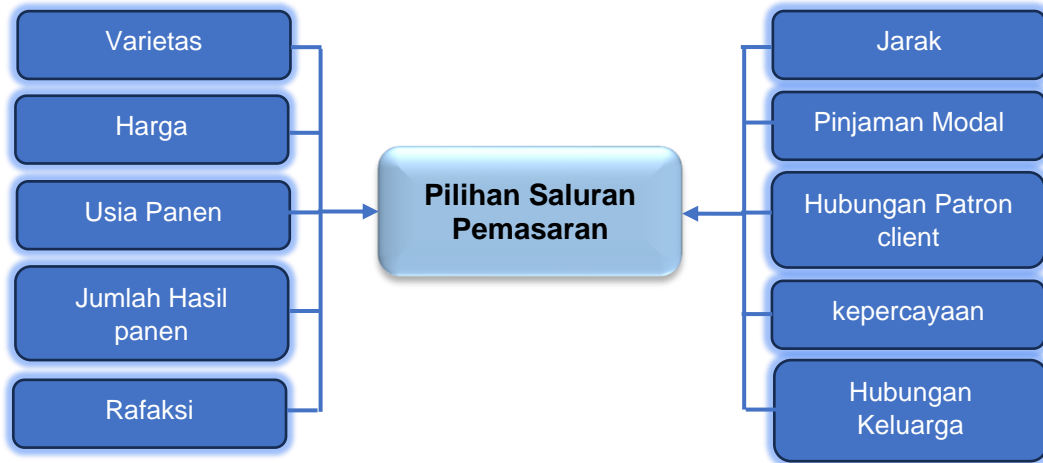 Varietas
Harga
Usia Panen
Jumlah Hasil
panen
Rafaksi
Pilihan Saluran
Pemasaran
Jarak
Pinjaman Modal
Hubungan Patron
client
kepercayaan
Hubungan
Keluarga